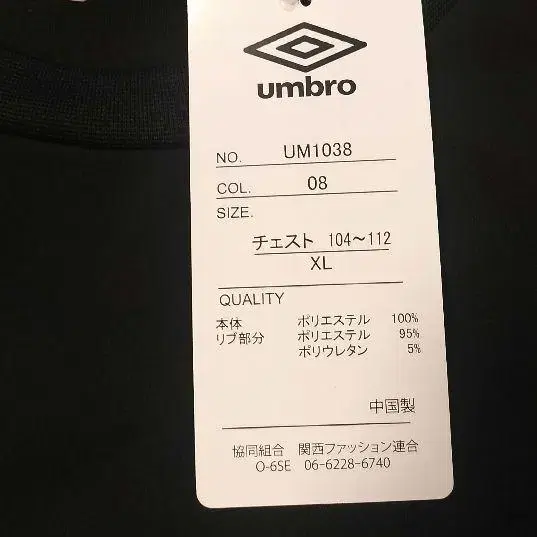 umbro
NO. UM1038
COL. 08
SIZE.
チェスト 104～112
XL
QUALITY
本体 ポリエステル 100%
リブ部分 ポリエステル 95%
ポリウレタン 5%
中国製
協同組合 関西ファッション連合
O-6SE 06-6228-6740